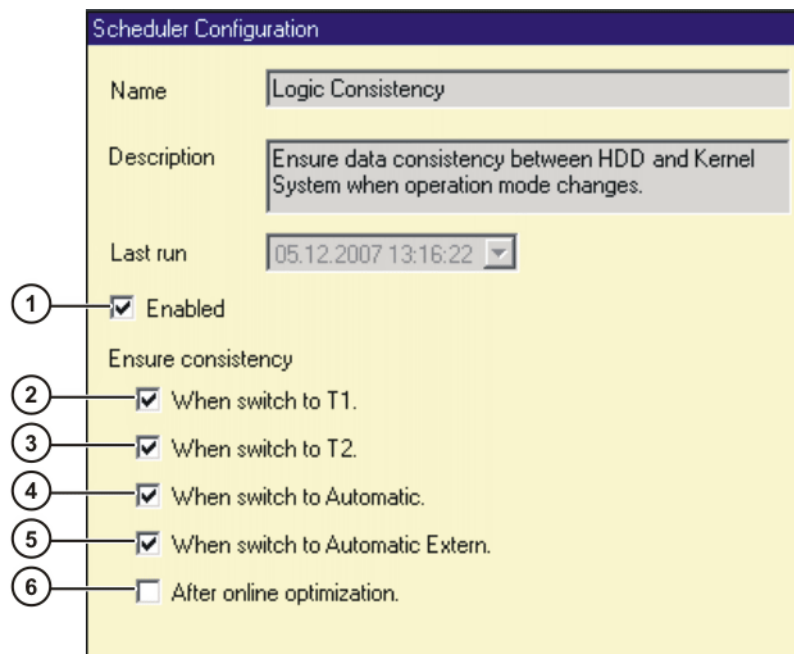 Scheduler Configuration
Name Logic Consistency
Description Ensure data consistency between HDD and Kernel
System when operation mode changes.
Last run 05.12.2007 13:16:22
1 Enabled
Ensure consistency
2 When switch to T1.
3 When switch to T2.
4 When switch to Automatic.
5 When switch to Automatic Extern.
6 After online optimization.